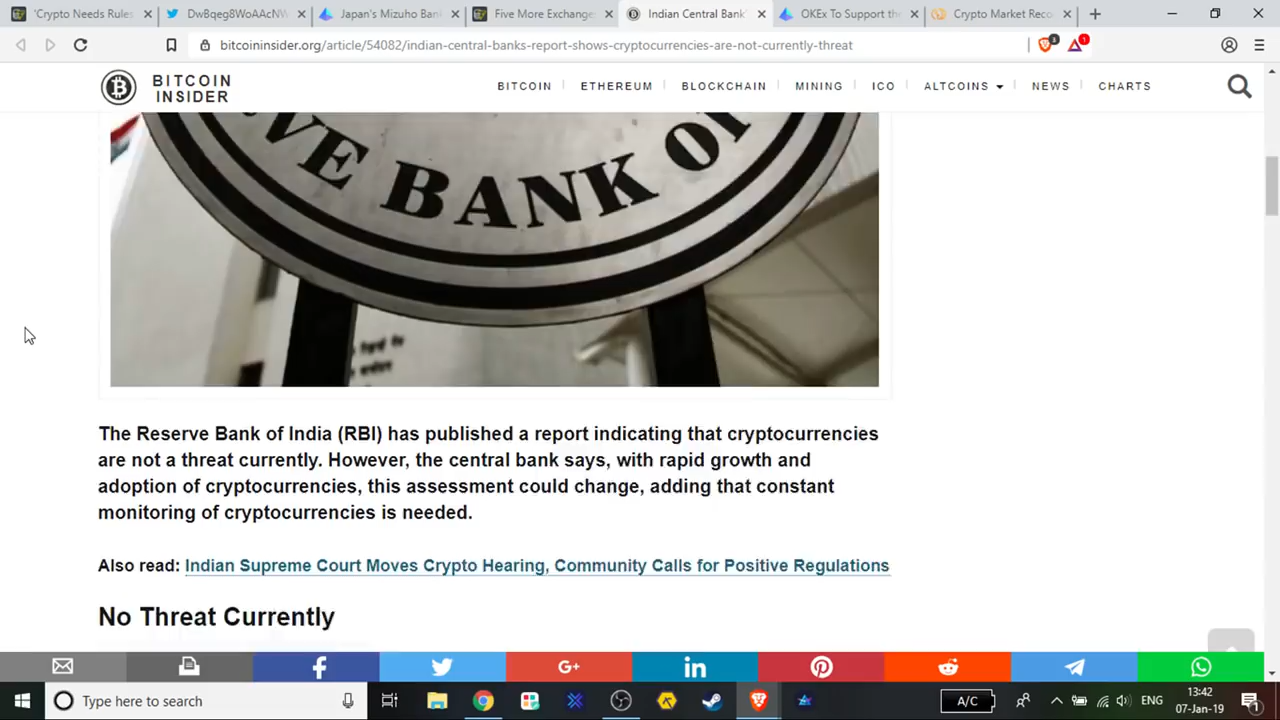 'Crypto Needs Rules
DwBqeg8WoAAcNW
Japan's Mizuho Ban
Five More Exchange
Indian Central Bank'
OKEx To Support the
Crypto Market Reco
bitcoininsider.org/article/54082/indian-central-banks-report-shows-cryptocurrencies-are-not-currently-threat
3
1
BITCOIN
INSIDER
BITCOIN
ETHEREUM
BLOCKCHAIN
MINING
ICO
ALTCOINS
NEWS
CHARTS
BANK
The Reserve Bank of India (RBI) has published a report indicating that cryptocurrencies
are not a threat currently. However, the central bank says, with rapid growth and
adoption of cryptocurrencies, this assessment could change, adding that constant
monitoring of cryptocurrencies is needed.
Also read: Indian Supreme Court Moves Crypto Hearing, Community Calls for Positive Regulations
No Threat Currently
Type here to search
A/C
ENG
13:42
07-Jan-19
1